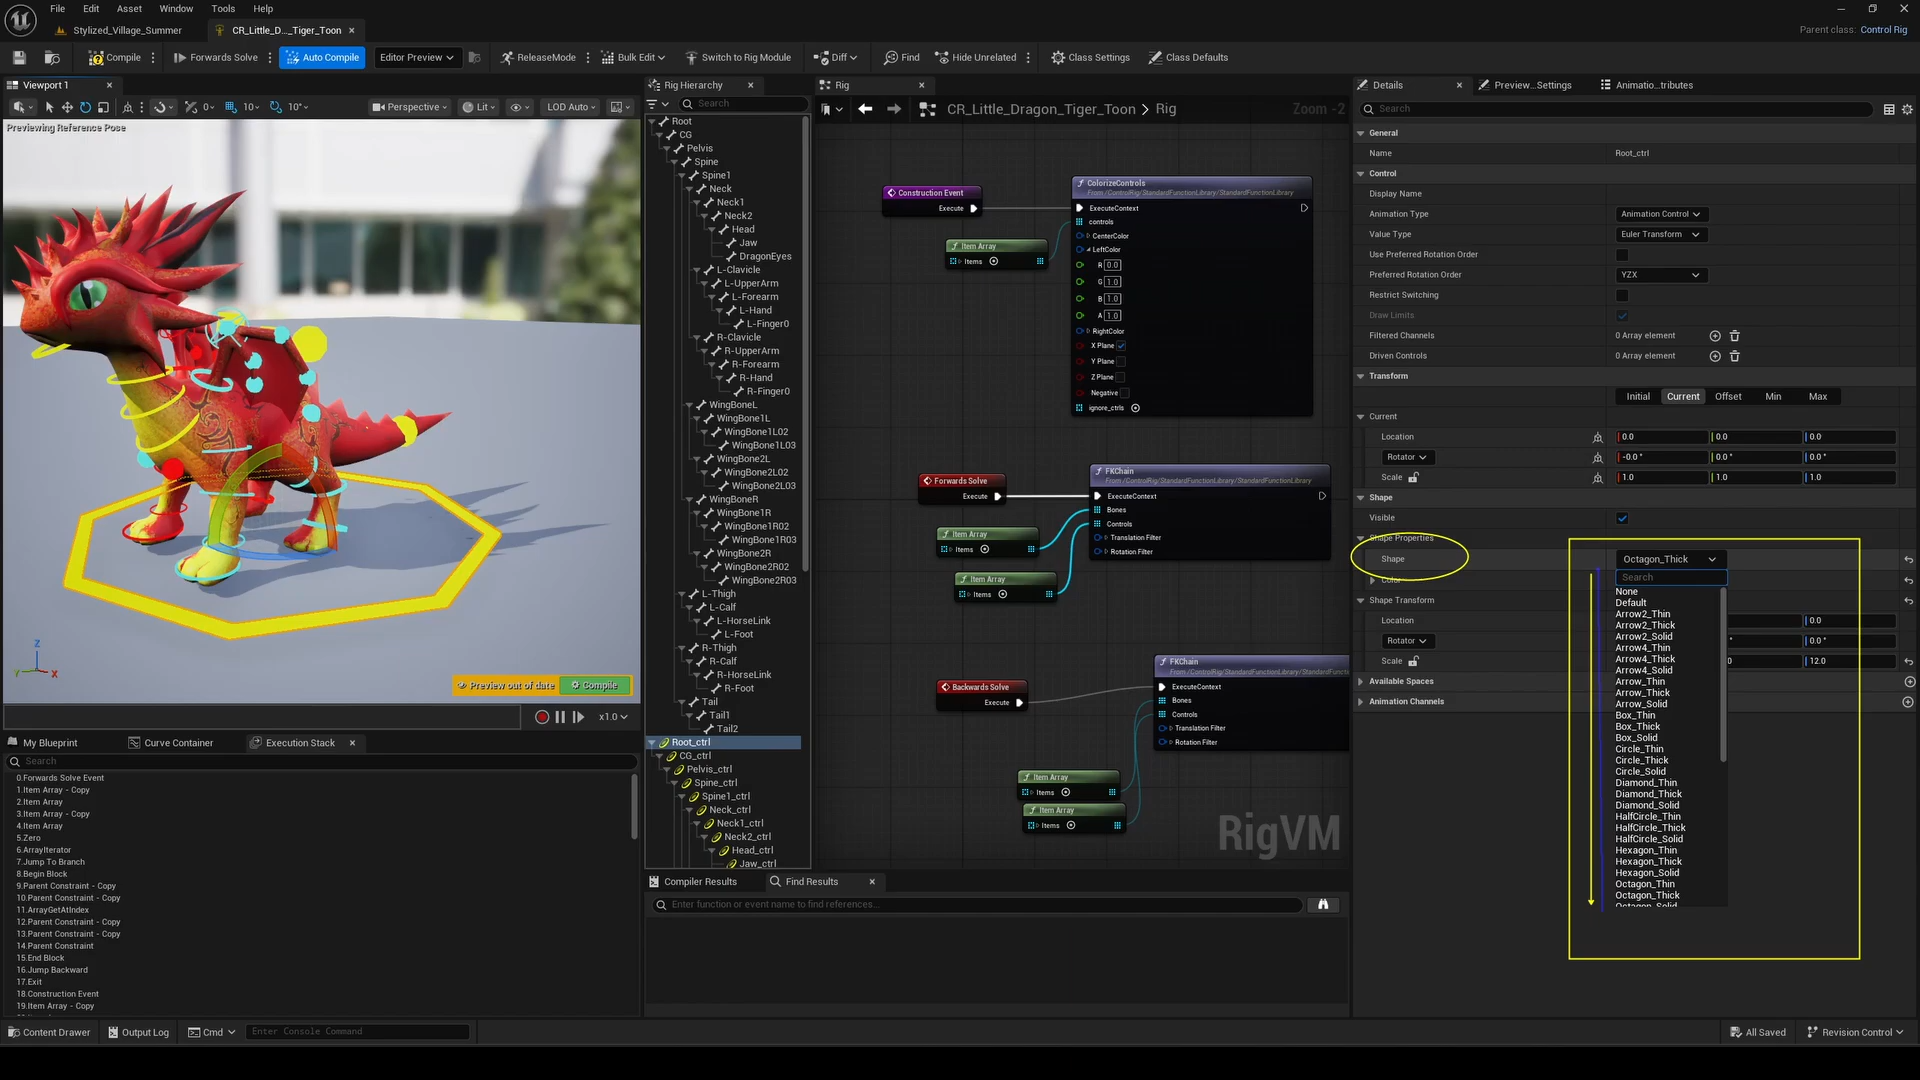 File Edit Asset Window Tools Help
Stylized_Village_Summer
CR_Little_D..._Tiger_Toon
Parent class: Control Rig
Compile
Forwards Solve
Auto Compile
Editor Preview
ReleaseMode
Bulk Edit
Switch to Rig Module
Diff
Find
Hide Unrelated
Class Settings
Class Defaults
Viewport 1
0
10
10°
Perspective
Lit
LOD Auto
Previewing Reference Pose
Z
X
Preview out of date
Compile
x1.0
My Blueprint
Curve Container
Execution Stack
Search
0.Forwards Solve Event
1.Item Array - Copy
2.Item Array
3.Item Array - Copy
4.Item Array
5.Zero
6.ArrayIterator
7.Jump To Branch
8.Begin Block
9.Parent Constraint - Copy
10.Parent Constraint - Copy
11.ArrayGetAtIndex
12.Parent Constraint - Copy
13.Parent Constraint - Copy
14.Parent Constraint
15.End Block
16.Jump Backward
17.Exit
18.Construction Event
19.Item Array - Copy
Rig Hierarchy
Search
Root
CG
Pelvis
Spine
Spine1
Neck
Neck1
Neck2
Head
Jaw
DragonEyes
L-Clavicle
L-UpperArm
L-Forearm
L-Hand
L-Finger0
R-Clavicle
R-UpperArm
R-Forearm
R-Hand
R-Finger0
WingBoneL
WingBone1L
WingBone1L02
WingBone1L03
WingBone2L
WingBone2L02
WingBone2L03
WingBoneR
WingBone1R
WingBone1R02
WingBone1R03
WingBone2R
WingBone2R02
WingBone2R03
L-Thigh
L-Calf
L-HorseLink
L-Foot
R-Thigh
R-Calf
R-HorseLink
R-Foot
Tail
Tail1
Tail2
Root_ctrl
CG_ctrl
Pelvis_ctrl
Spine_ctrl
Spine1_ctrl
Neck_ctrl
Neck1_ctrl
Neck2_ctrl
Head_ctrl
Jaw_ctrl
Rig
CR_Little_Dragon_Tiger_Toon > Rig
Zoom -2
Construction Event
Execute
Item Array
Items
ColorizeControls
From /ControlRig/StandardFunctionLibrary/StandardFunctionLibrary
ExecuteContext
controls
CenterColor
LeftColor
R 0.0
G 1.0
B 1.0
A 1.0
RightColor
X Plane
Y Plane
Z Plane
Negative
ignore_ctrls
Forwards Solve
Execute
Item Array
Items
Item Array
Items
FKChain
From /ControlRig/StandardFunctionLibrary/StandardFunctionLibrary
ExecuteContext
Bones
Controls
Translation Filter
Rotation Filter
Backwards Solve
Execute
FKChain
ExecuteContext
Bones
Controls
Translation Filter
Rotation Filter
Item Array
Items
Item Array
Items
RigVM
Compiler Results
Find Results
Enter function or event name to find references...
Details
Preview...Settings
Animatio...tributes
Search
General
Name Root_ctrl
Control
Display Name
Animation Type Animation Control
Value Type Euler Transform
Use Preferred Rotation Order
Preferred Rotation Order YZX
Restrict Switching
Draw Limits
Filtered Channels 0 Array element
Driven Controls 0 Array element
Transform
Initial Current Offset Min Max
Current
Location 0.0 0.0 0.0
Rotator -0.0° 0.0° 0.0°
Scale 1.0 1.0 1.0
Shape
Visible
Shape Properties
Shape Octagon_Thick
Color
Shape Transform
Location 0.0
Rotator 0.0°
Scale 12.0
Available Spaces
Animation Channels
Search
None
Default
Arrow2_Thin
Arrow2_Thick
Arrow2_Solid
Arrow4_Thin
Arrow4_Thick
Arrow4_Solid
Arrow_Thin
Arrow_Thick
Arrow_Solid
Box_Thin
Box_Thick
Box_Solid
Circle_Thin
Circle_Thick
Circle_Solid
Diamond_Thin
Diamond_Thick
Diamond_Solid
HalfCircle_Thin
HalfCircle_Thick
HalfCircle_Solid
Hexagon_Thin
Hexagon_Thick
Hexagon_Solid
Octagon_Thin
Octagon_Thick
Octagon_Solid
Content Drawer
Output Log
Cmd
Enter Console Command
All Saved
Revision Control